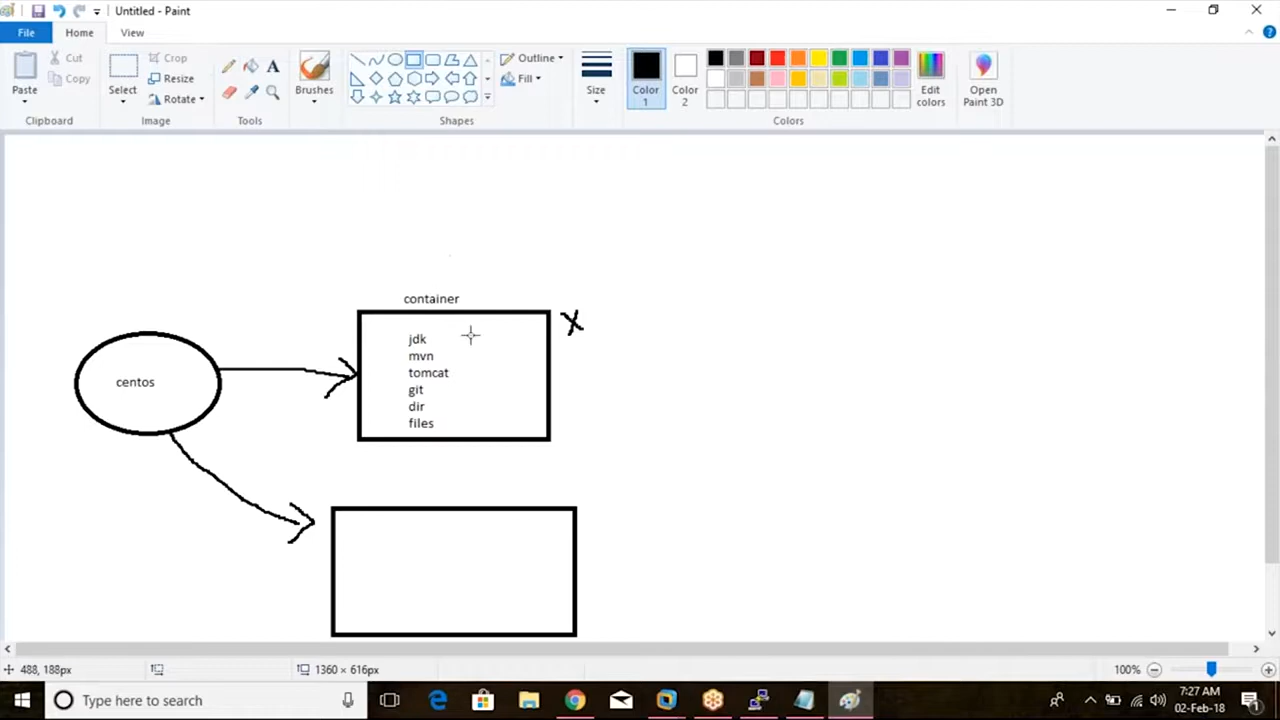 Untitled - Paint
File
Home
View
Paste
Cut
Copy
Clipboard
Select
Crop
Resize
Rotate
Image
A
Tools
Brushes
Outline
Fill
Shapes
Size
Color
1
Color
2
Edit
colors
Colors
Open
Paint 3D
container
X
jdk
mvn
tomcat
git
dir
files
centos
488, 188px
1360 × 616px
100%
Type here to search
7:27 AM
02-Feb-18
1